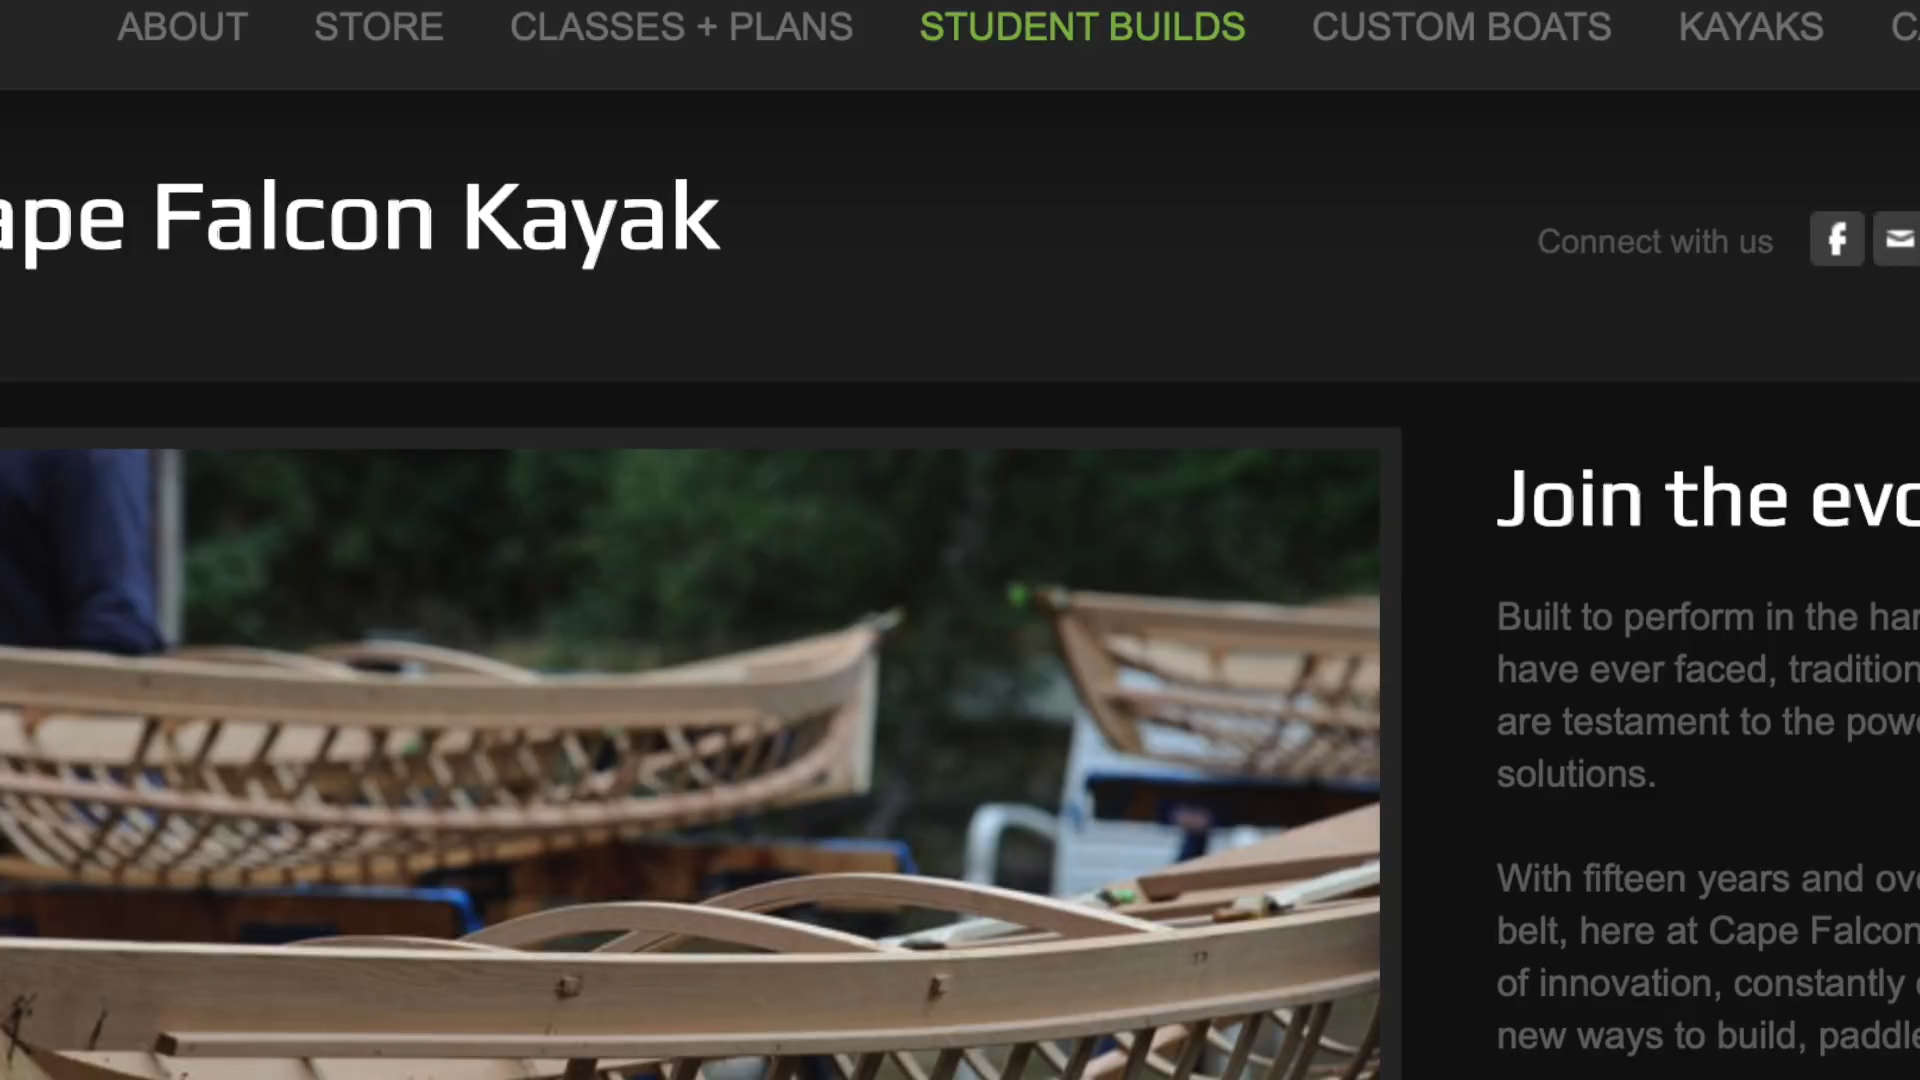 ABOUT STORE CLASSES + PLANS STUDENT BUILDS CUSTOM BOATS KAYAKS
ape Falcon Kayak
Connect with us
Join the evo
Built to perform in the har
have ever faced, tradition
are testament to the powe
solutions.
With fifteen years and ove
belt, here at Cape Falcon
of innovation, constantly
new ways to build, paddle